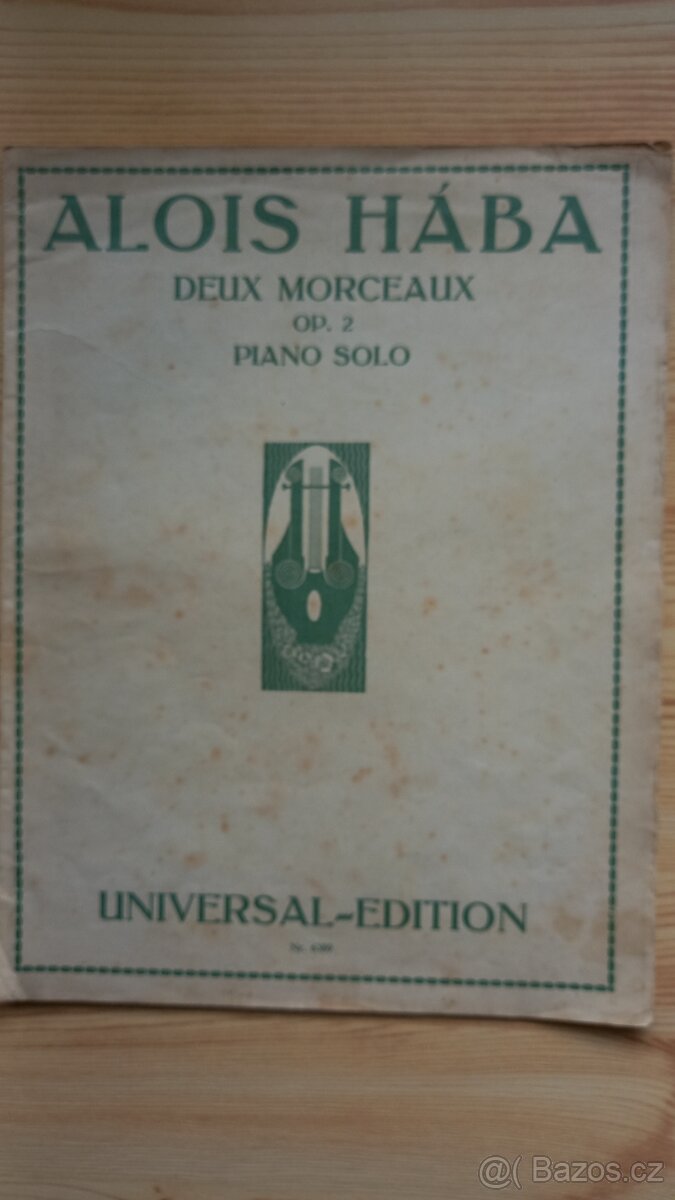 ALOIS HÁBA
DEUX MORCEAUX
OP. 2
PIANO SOLO
UNIVERSAL-EDITION
@( Bazos.cz